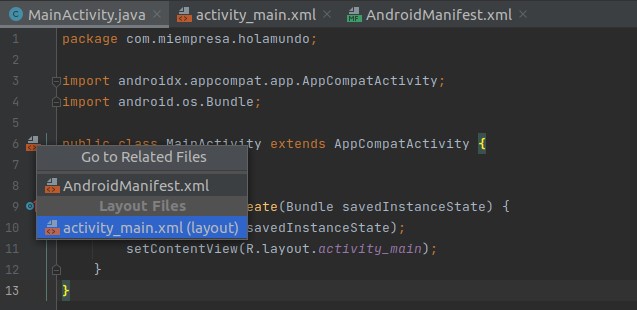 MainActivity.java activity_main.xml AndroidManifest.xml
1 package com.miempresa.holamundo;
2
3 import androidx.appcompat.app.AppCompatActivity;
4 import android.os.Bundle;
5
6 public class MainActivity extends AppCompatActivity {
7
Go to Related Files
8
AndroidManifest.xml
9 eate(Bundle savedInstanceState) {
Layout Files
10 savedInstanceState);
activity_main.xml (layout)
11 setContentView(R.layout.activity_main);
12 }
13 }